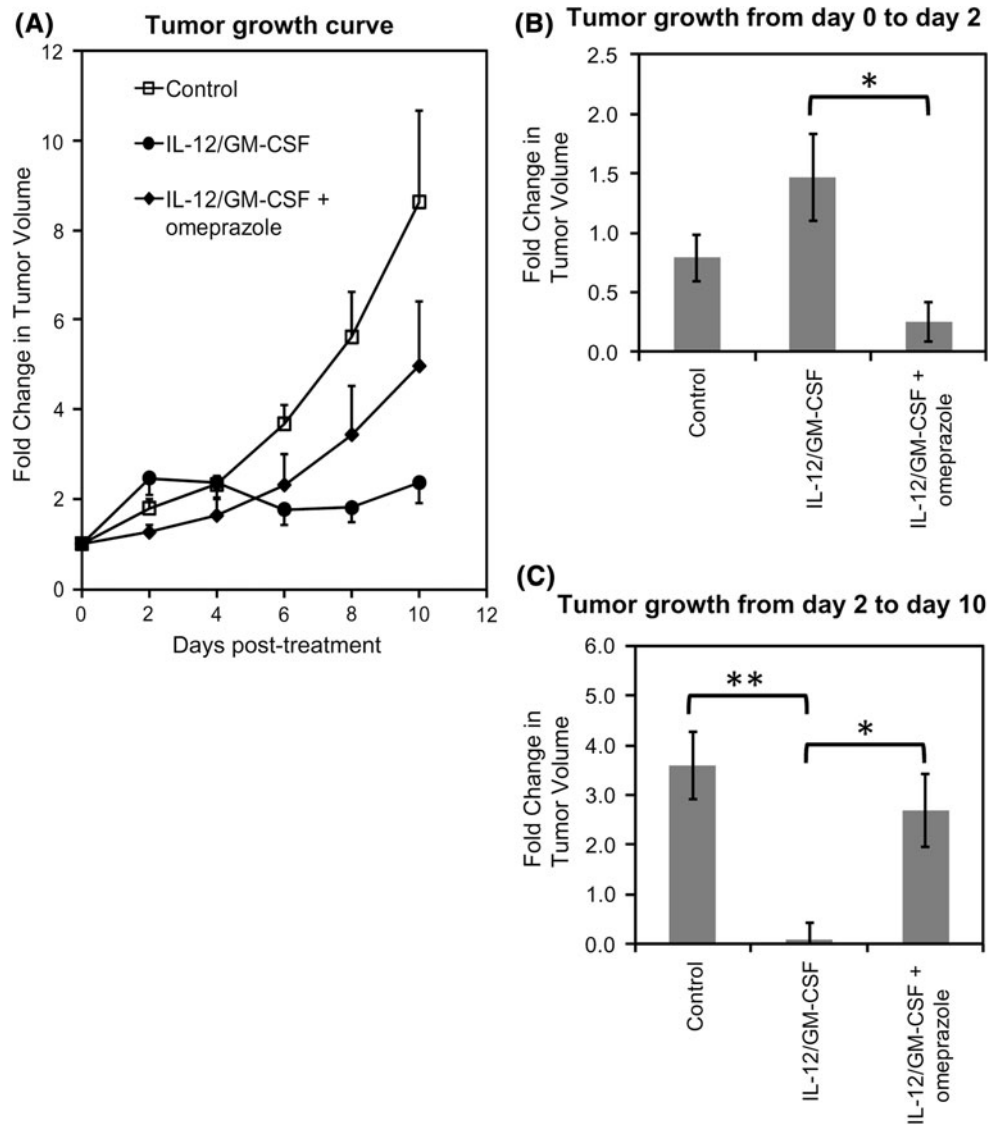 (A)
Tumor growth curve
12
10
8
6
4
2
0
Fold Change in Tumor Volume
Control
IL-12/GM-CSF
IL-12/GM-CSF +
omeprazole
0 2 4 6 8 10 12
Days post-treatment
(B)
Tumor growth from day 0 to day 2
2.5
2.0
1.5
1.0
0.5
0.0
Fold Change in
Tumor Volume
*
Control
IL-12/GM-CSF
IL-12/GM-CSF +
omeprazole
(C)
Tumor growth from day 2 to day 10
6.0
5.0
4.0
3.0
2.0
1.0
0.0
Fold Change in
Tumor Volume
**
*
Control
IL-12/GM-CSF
IL-12/GM-CSF +
omeprazole